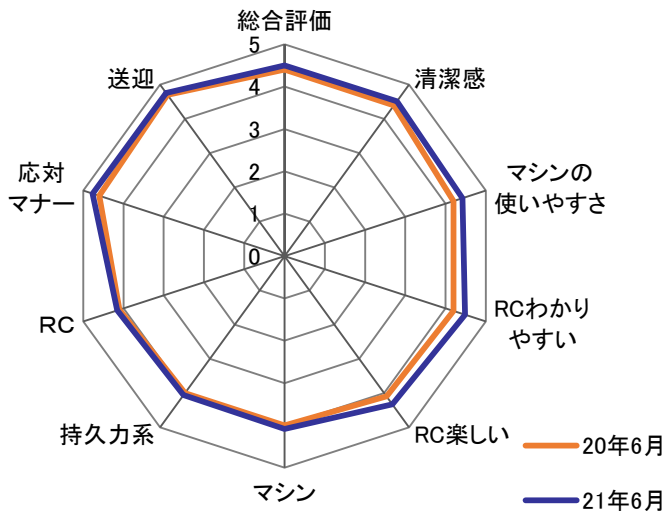 総合評価
5
送迎
清潔感
4
3
応対
マナー
マシンの
使いやすさ
2
1
0
RC
RCわかり
やすい
持久力系
RC楽しい
マシン
20年6月
21年6月